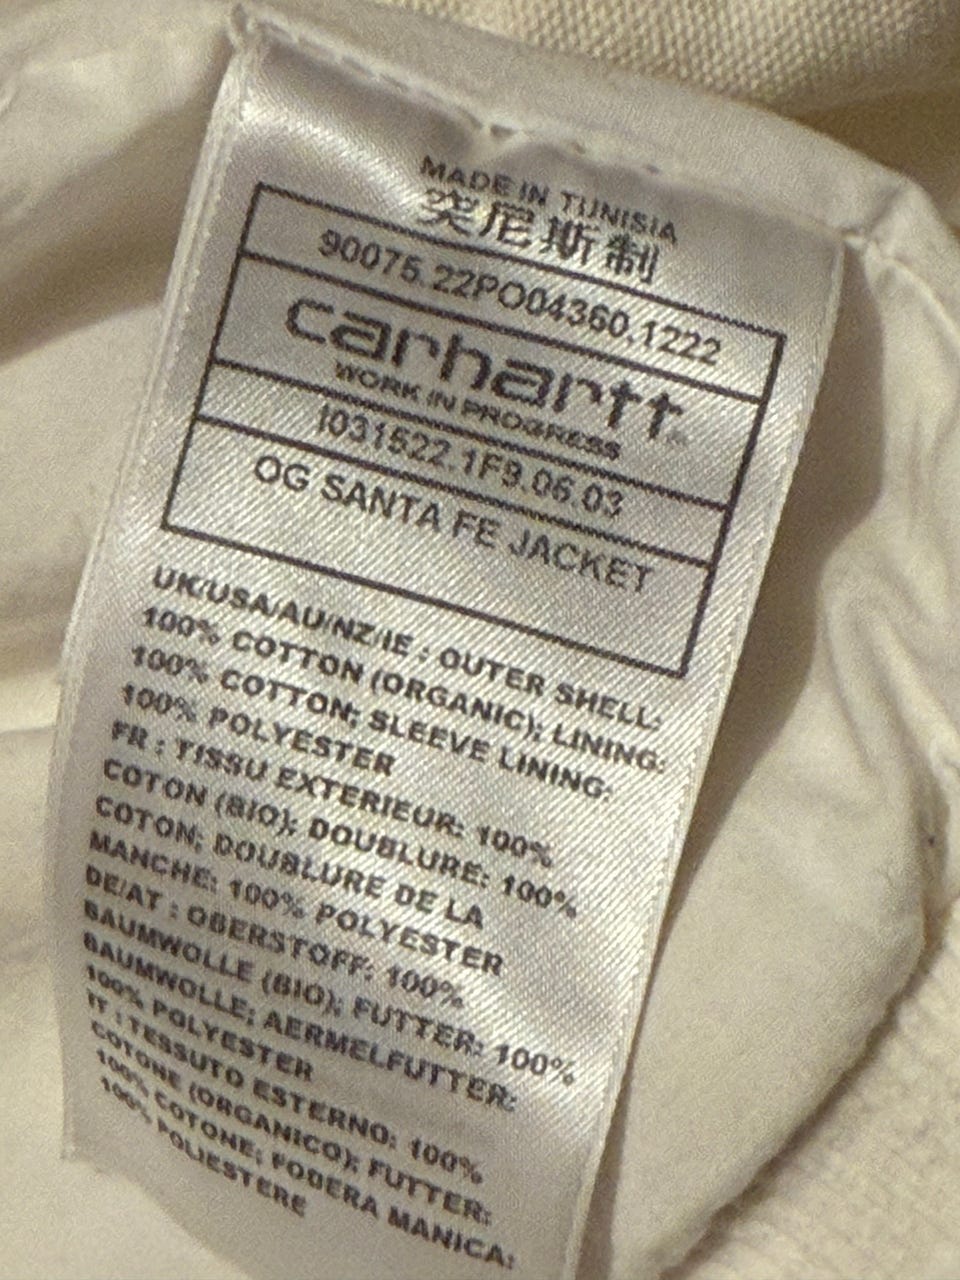 MADE IN TUNISIA
突尼斯制
90075.22PO04360.1222
carhartt
WORK IN PROGRESS
I031522.1F9.06.03
OG SANTA FE JACKET
UK/USA/AU/NZ/IE : OUTER SHELL:
100% COTTON (ORGANIC); LINING:
100% COTTON; SLEEVE LINING:
100% POLYESTER
FR : TISSU EXTERIEUR: 100%
COTON (BIO); DOUBLURE: 100%
COTON; DOUBLURE DE LA
MANCHE: 100% POLYESTER
DE/AT : OBERSTOFF: 100%
BAUMWOLLE (BIO); FUTTER: 100%
BAUMWOLLE; AERMELFUTTER:
100% POLYESTER
IT : TESSUTO ESTERNO: 100%
COTONE (ORGANICO); FUTTER:
100% COTONE; FODERA MANICA:
100% POLIESTERE